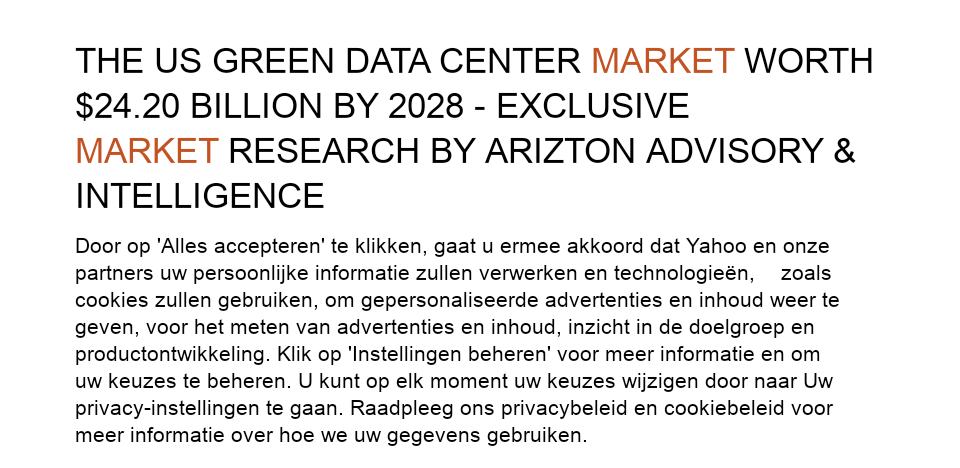 THE US GREEN DATA CENTER MARKET WORTH
$24.20 BILLION BY 2028 - EXCLUSIVE
MARKET RESEARCH BY ARIZTON ADVISORY &
INTELLIGENCE
Door op 'Alles accepteren' te klikken, gaat u ermee akkoord dat Yahoo en onze
partners uw persoonlijke informatie zullen verwerken en technologieën, zoals
cookies zullen gebruiken, om gepersonaliseerde advertenties en inhoud weer te
geven, voor het meten van advertenties en inhoud, inzicht in de doelgroep en
productontwikkeling. Klik op 'Instellingen beheren' voor meer informatie en om
uw keuzes te beheren. U kunt op elk moment uw keuzes wijzigen door naar Uw
privacy-instellingen te gaan. Raadpleeg ons privacybeleid en cookiebeleid voor
meer informatie over hoe we uw gegevens gebruiken.